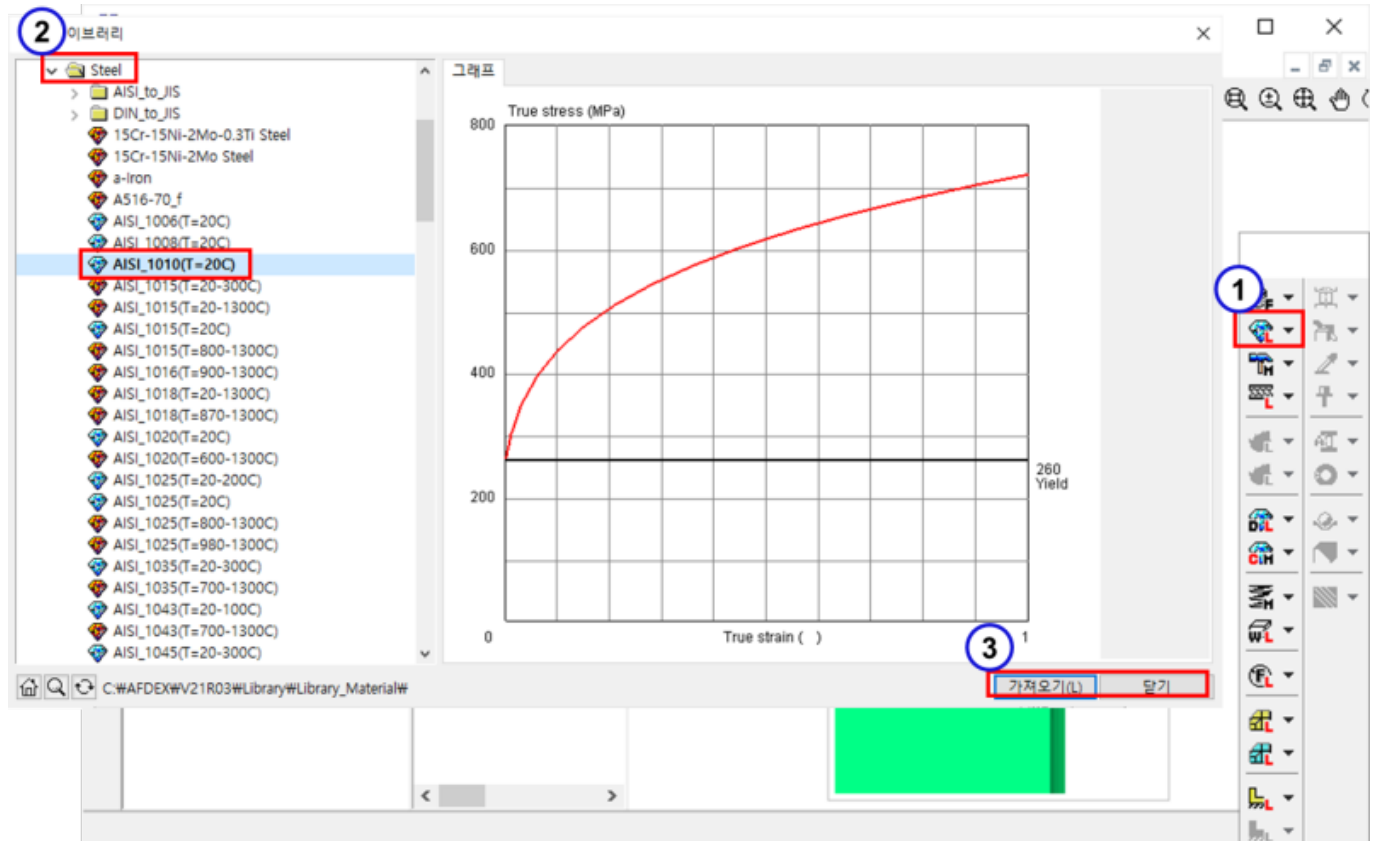 2
이브러리
Steel
AISI_to_JIS
DIN_to_JIS
15Cr-15Ni-2Mo-0.3Ti Steel
15Cr-15Ni-2Mo Steel
a-Iron
A516-70_f
AISI_1006(T=20C)
AISI_1008(T=20C)
AISI_1010(T=20C)
AISI_1015(T=20-300C)
AISI_1015(T=20-1300C)
AISI_1015(T=20C)
AISI_1015(T=800-1300C)
AISI_1016(T=900-1300C)
AISI_1018(T=20-1300C)
AISI_1018(T=870-1300C)
AISI_1020(T=20C)
AISI_1020(T=600-1300C)
AISI_1025(T=20-200C)
AISI_1025(T=20C)
AISI_1025(T=800-1300C)
AISI_1025(T=980-1300C)
AISI_1035(T=20-300C)
AISI_1035(T=700-1300C)
AISI_1043(T=20-100C)
AISI_1043(T=700-1300C)
AISI_1045(T=20-300C)
그래프
True stress (MPa)
800
600
400
200
260
Yield
0
True strain ( )
1
3
C:₩AFDEX₩V21R03₩Library₩Library_Material₩
가져오기(L)
닫기
1
F
L
M
L
L
L
DL
CM
M
WL
F L
L
L
L
L